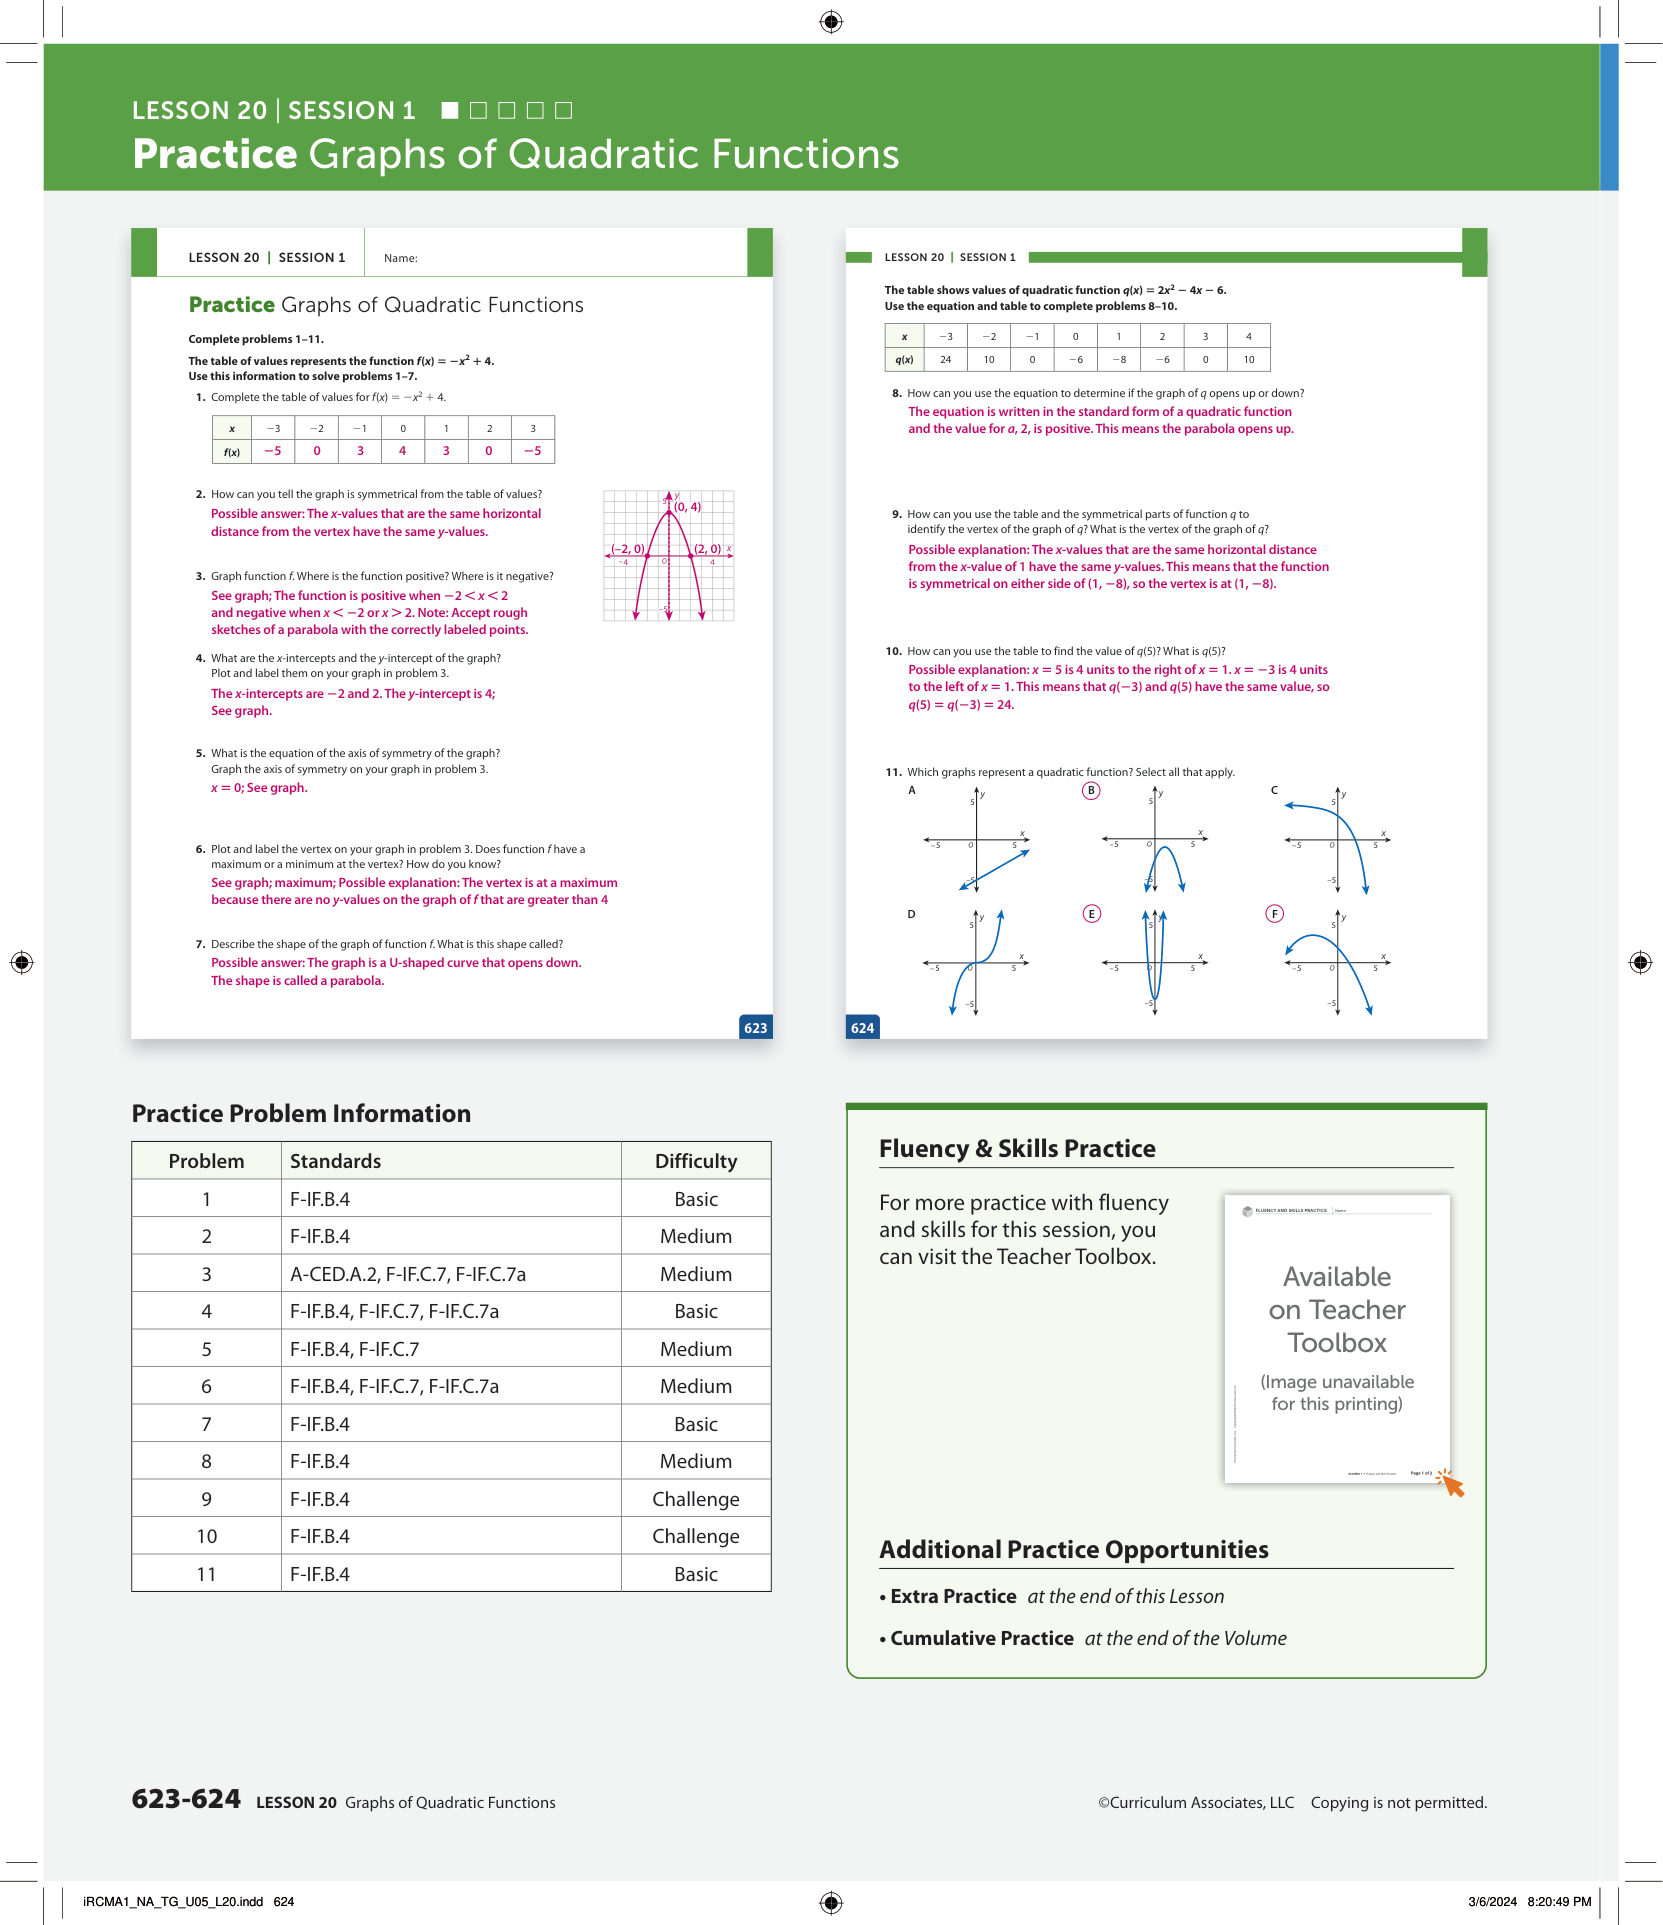 LESSON 20 | SESSION 1
Practice Graphs of Quadratic Functions
LESSON 20 | SESSION 1
Name:
Practice Graphs of Quadratic Functions
Complete problems 1–11.
The table of values represents the function f(x) = −x² + 4.
Use this information to solve problems 1–7.
1. Complete the table of values for f(x) = −x² + 4.
x −3 −2 −1 0 1 2 3
f(x) −5 0 3 4 3 0 −5
2. How can you tell the graph is symmetrical from the table of values?
Possible answer: The x-values that are the same horizontal
distance from the vertex have the same y-values.
5 y
(0, 4)
(–2, 0) (2, 0) x
–4 O 4
–5
3. Graph function f. Where is the function positive? Where is it negative?
See graph; The function is positive when −2 < x < 2
and negative when x < −2 or x > 2. Note: Accept rough
sketches of a parabola with the correctly labeled points.
4. What are the x-intercepts and the y-intercept of the graph?
Plot and label them on your graph in problem 3.
The x-intercepts are −2 and 2. The y-intercept is 4;
See graph.
5. What is the equation of the axis of symmetry of the graph?
Graph the axis of symmetry on your graph in problem 3.
x = 0; See graph.
6. Plot and label the vertex on your graph in problem 3. Does function f have a
maximum or a minimum at the vertex? How do you know?
See graph; maximum; Possible explanation: The vertex is at a maximum
because there are no y-values on the graph of f that are greater than 4
7. Describe the shape of the graph of function f. What is this shape called?
Possible answer: The graph is a U-shaped curve that opens down.
The shape is called a parabola.
623
LESSON 20 | SESSION 1
The table shows values of quadratic function q(x) = 2x² − 4x − 6.
Use the equation and table to complete problems 8–10.
x −3 −2 −1 0 1 2 3 4
q(x) 24 10 0 −6 −8 −6 0 10
8. How can you use the equation to determine if the graph of q opens up or down?
The equation is written in the standard form of a quadratic function
and the value for a, 2, is positive. This means the parabola opens up.
9. How can you use the table and the symmetrical parts of function q to
identify the vertex of the graph of q? What is the vertex of the graph of q?
Possible explanation: The x-values that are the same horizontal distance
from the x-value of 1 have the same y-values. This means that the function
is symmetrical on either side of (1, −8), so the vertex is at (1, −8).
10. How can you use the table to find the value of q(5)? What is q(5)?
Possible explanation: x = 5 is 4 units to the right of x = 1. x = −3 is 4 units
to the left of x = 1. This means that q(−3) and q(5) have the same value, so
q(5) = q(−3) = 24.
11. Which graphs represent a quadratic function? Select all that apply.
A B C
5 y 5 y 5 y
x x x
–5 O 5 –5 O 5 –5 O 5
–5 –5 –5
D E F
5 y 5 y 5 y
x x x
–5 O 5 –5 O 5 –5 O 5
–5 –5 –5
624
Practice Problem Information
Problem Standards Difficulty
1 F-IF.B.4 Basic
2 F-IF.B.4 Medium
3 A-CED.A.2, F-IF.C.7, F-IF.C.7a Medium
4 F-IF.B.4, F-IF.C.7, F-IF.C.7a Basic
5 F-IF.B.4, F-IF.C.7 Medium
6 F-IF.B.4, F-IF.C.7, F-IF.C.7a Medium
7 F-IF.B.4 Basic
8 F-IF.B.4 Medium
9 F-IF.B.4 Challenge
10 F-IF.B.4 Challenge
11 F-IF.B.4 Basic
Fluency & Skills Practice
For more practice with fluency
and skills for this session, you
can visit the Teacher Toolbox.
FLUENCY AND SKILLS PRACTICE | Name:
Available
on Teacher
Toolbox
(Image unavailable
for this printing)
Page 1 of 2
Additional Practice Opportunities
• Extra Practice at the end of this Lesson
• Cumulative Practice at the end of the Volume
623-624 LESSON 20 Graphs of Quadratic Functions
©Curriculum Associates, LLC Copying is not permitted.
iRCMA1_NA_TG_U05_L20.indd 624
3/6/2024 8:20:49 PM